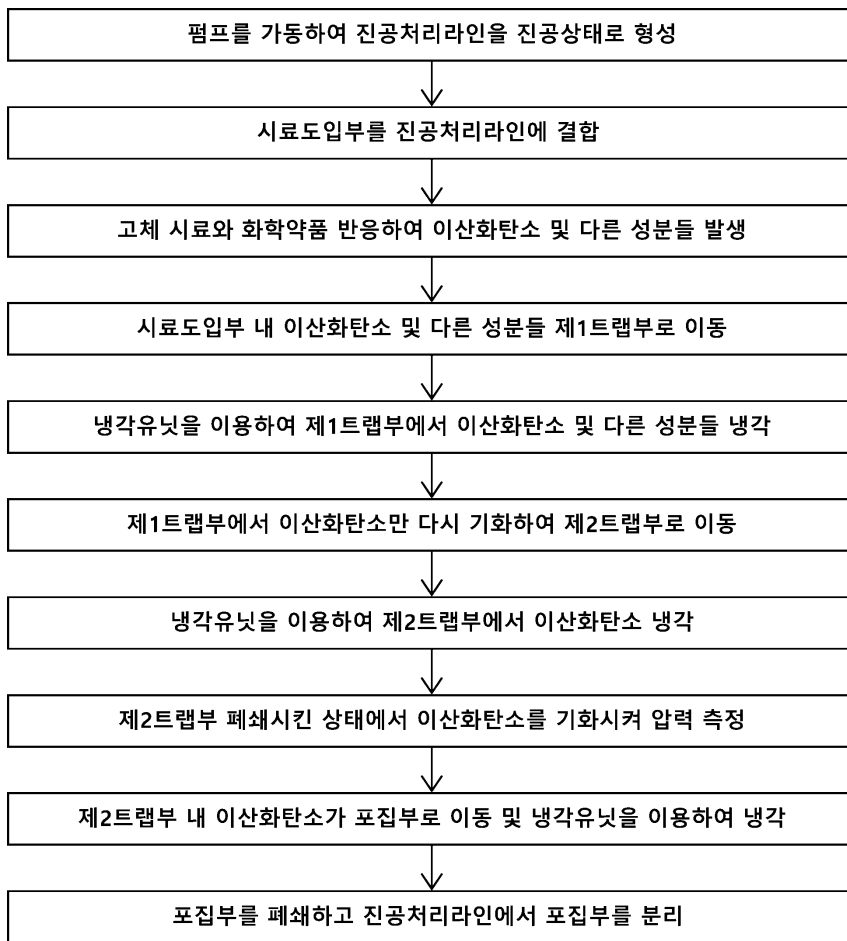 펌프를 가동하여 진공처리라인을 진공상태로 형성
시료도입부를 진공처리라인에 결합
고체 시료와 화학약품 반응하여 이산화탄소 및 다른 성분들 발생
시료도입부 내 이산화탄소 및 다른 성분들 제1트랩부로 이동
냉각유닛을 이용하여 제1트랩부에서 이산화탄소 및 다른 성분들 냉각
제1트랩부에서 이산화탄소만 다시 기화하여 제2트랩부로 이동
냉각유닛을 이용하여 제2트랩부에서 이산화탄소 냉각
제2트랩부 폐쇄시킨 상태에서 이산화탄소를 기화시켜 압력 측정
제2트랩부 내 이산화탄소가 포집부로 이동 및 냉각유닛을 이용하여 냉각
포집부를 폐쇄하고 진공처리라인에서 포집부를 분리